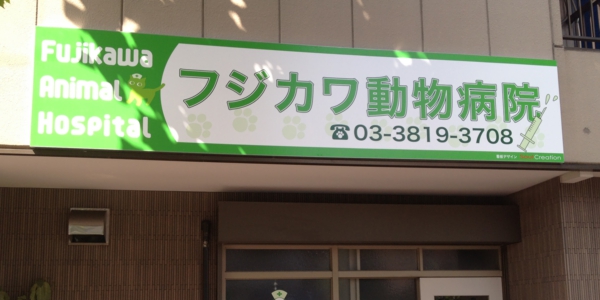 Fujikawa
Animal
Hospital
フジカワ動物病院
☎03-3819-3708
Creation